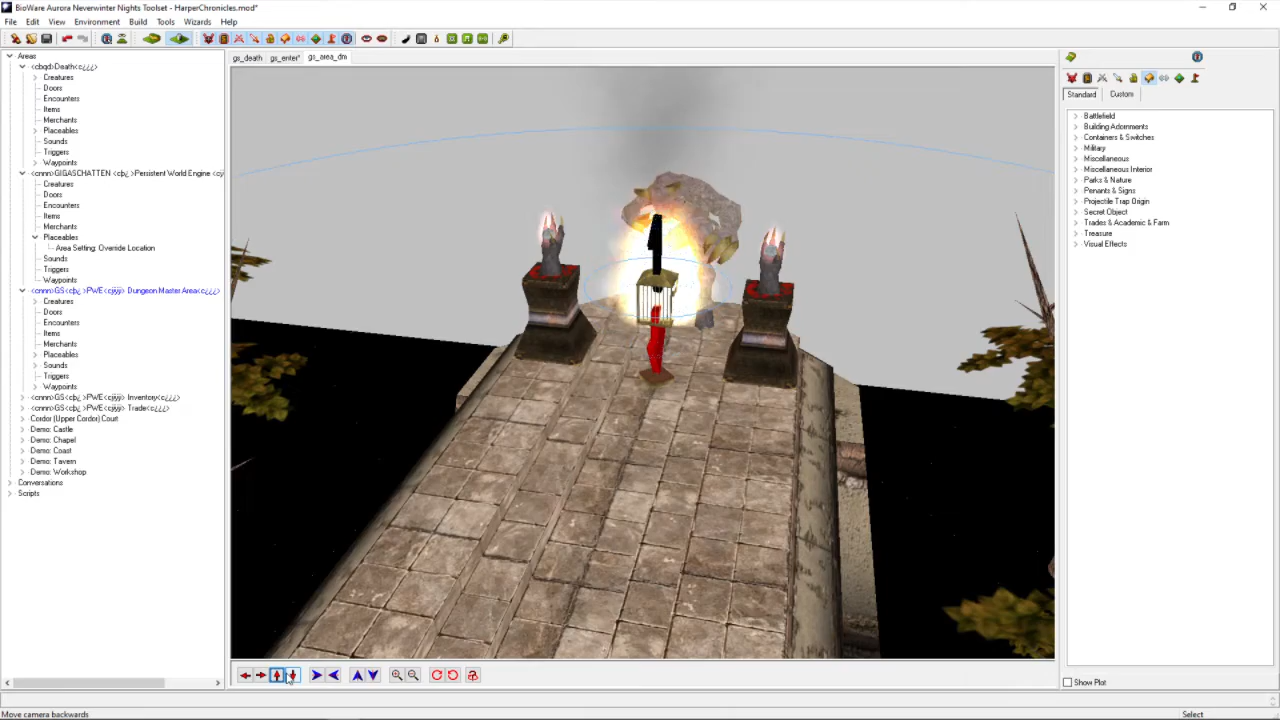 BioWare Aurora Neverwinter Nights Toolset - HarperChronicles.mod*
File Edit View Environment Build Tools Wizards Help
gs_death gs_enter* gs_area_dm
Areas
Creatures
Doors
Encounters
Items
Merchants
Placeables
Sounds
Triggers
Waypoints
Creatures
Doors
Encounters
Items
Merchants
Placeables
Area Setting: Override Location
Sounds
Triggers
Waypoints
Creatures
Doors
Encounters
Items
Merchants
Placeables
Sounds
Triggers
Waypoints
Cordor (Upper Cordor) Court
Demo: Castle
Demo: Chapel
Demo: Coast
Demo: Tavern
Demo: Workshop
Conversations
Scripts
Standard Custom
Battlefield
Building Adornments
Containers & Switches
Military
Miscellaneous
Miscellaneous Interior
Parks & Nature
Penants & Signs
Projectile Trap Origin
Secret Object
Trades & Academic & Farm
Treasure
Visual Effects
Show Plot
Move camera backwards
Select